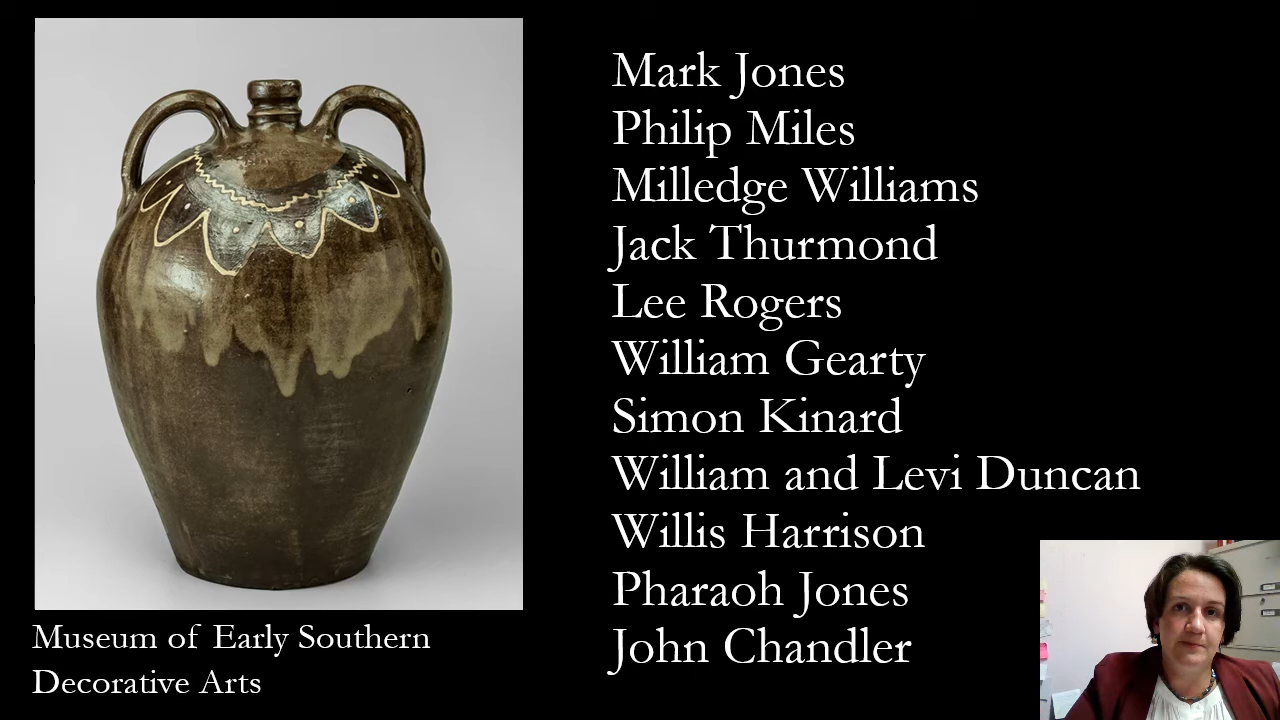 Mark Jones
Philip Miles
Milledge Williams
Jack Thurmond
Lee Rogers
William Gearty
Simon Kinard
William and Levi Duncan
Willis Harrison
Pharaoh Jones
John Chandler
Museum of Early Southern
Decorative Arts